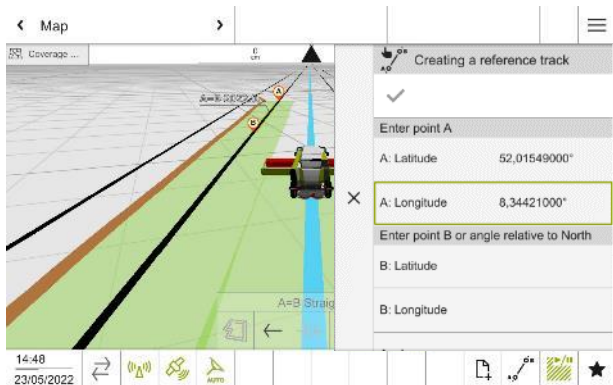 Map
Coverage ...
0
cm
Creating a reference track
Enter point A
A: Latitude 52,01549000°
A: Longitude 8,34421000°
Enter point B or angle relative to North
B: Latitude
B: Longitude
A
B
A=B Straig
14:48
23/05/2022
AUTO